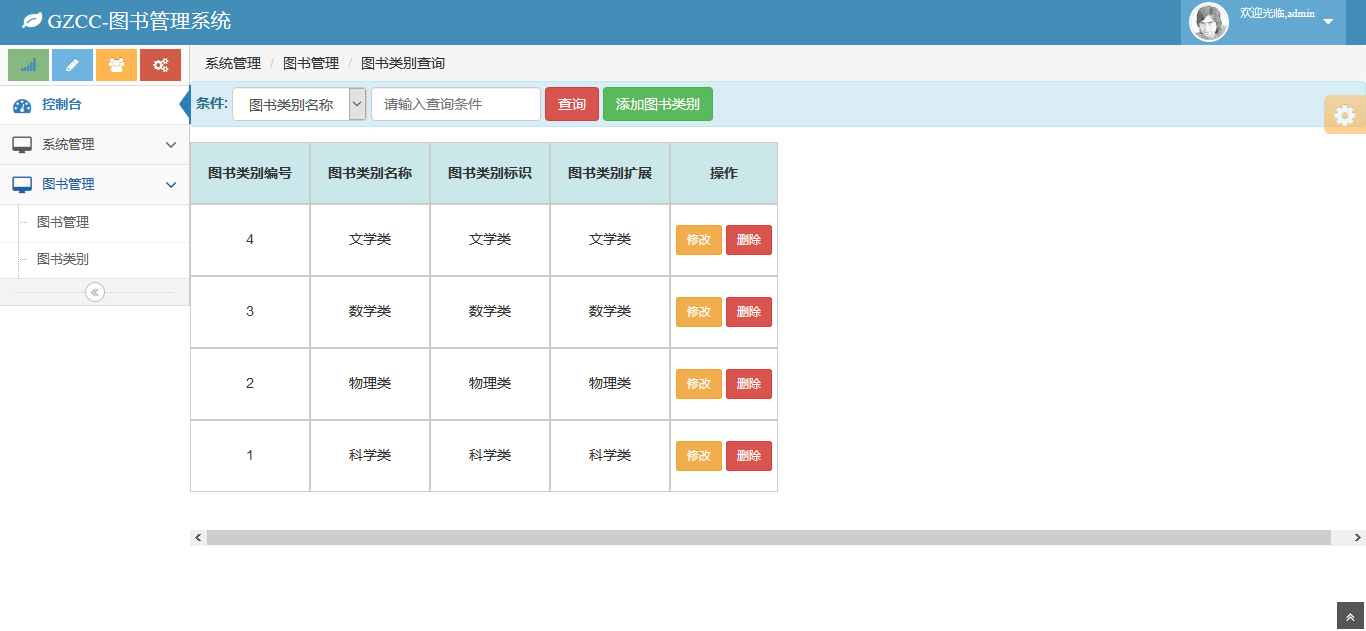 GZCC-图书管理系统
欢迎光临,admin
系统管理 / 图书管理 / 图书类别查询
控制台
系统管理
图书管理
图书管理
图书类别
条件: 图书类别名称 请输入查询条件 查询 添加图书类别
图书类别编号 图书类别名称 图书类别标识 图书类别扩展 操作
4 文学类 文学类 文学类 修改 删除
3 数学类 数学类 数学类 修改 删除
2 物理类 物理类 物理类 修改 删除
1 科学类 科学类 科学类 修改 删除